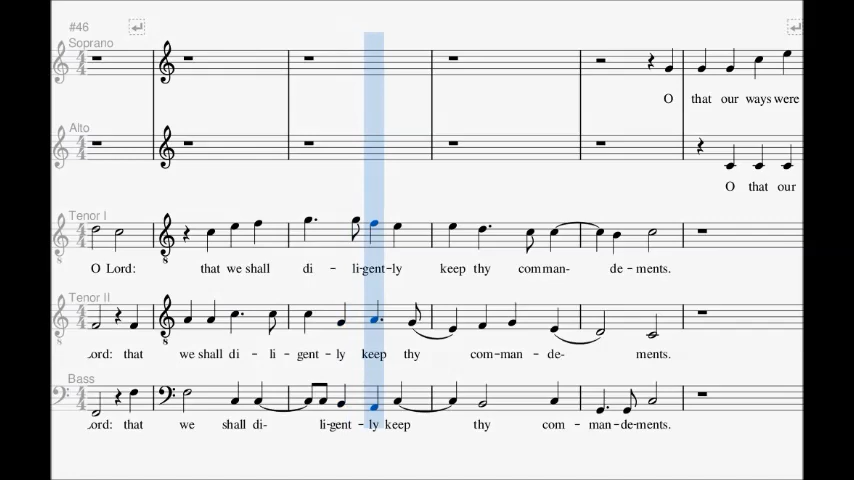 #46
Soprano
O that our ways were
Alto
O that our
Tenor I
O Lord: that we shall di – li-gent-ly keep thy com man- de – ments.
Tenor II
.ord: that we shall di – li – gent – ly keep thy com – man – de- ments.
Bass
ord: that we shall di- li-gent – ly keep thy com – man – de-ments.